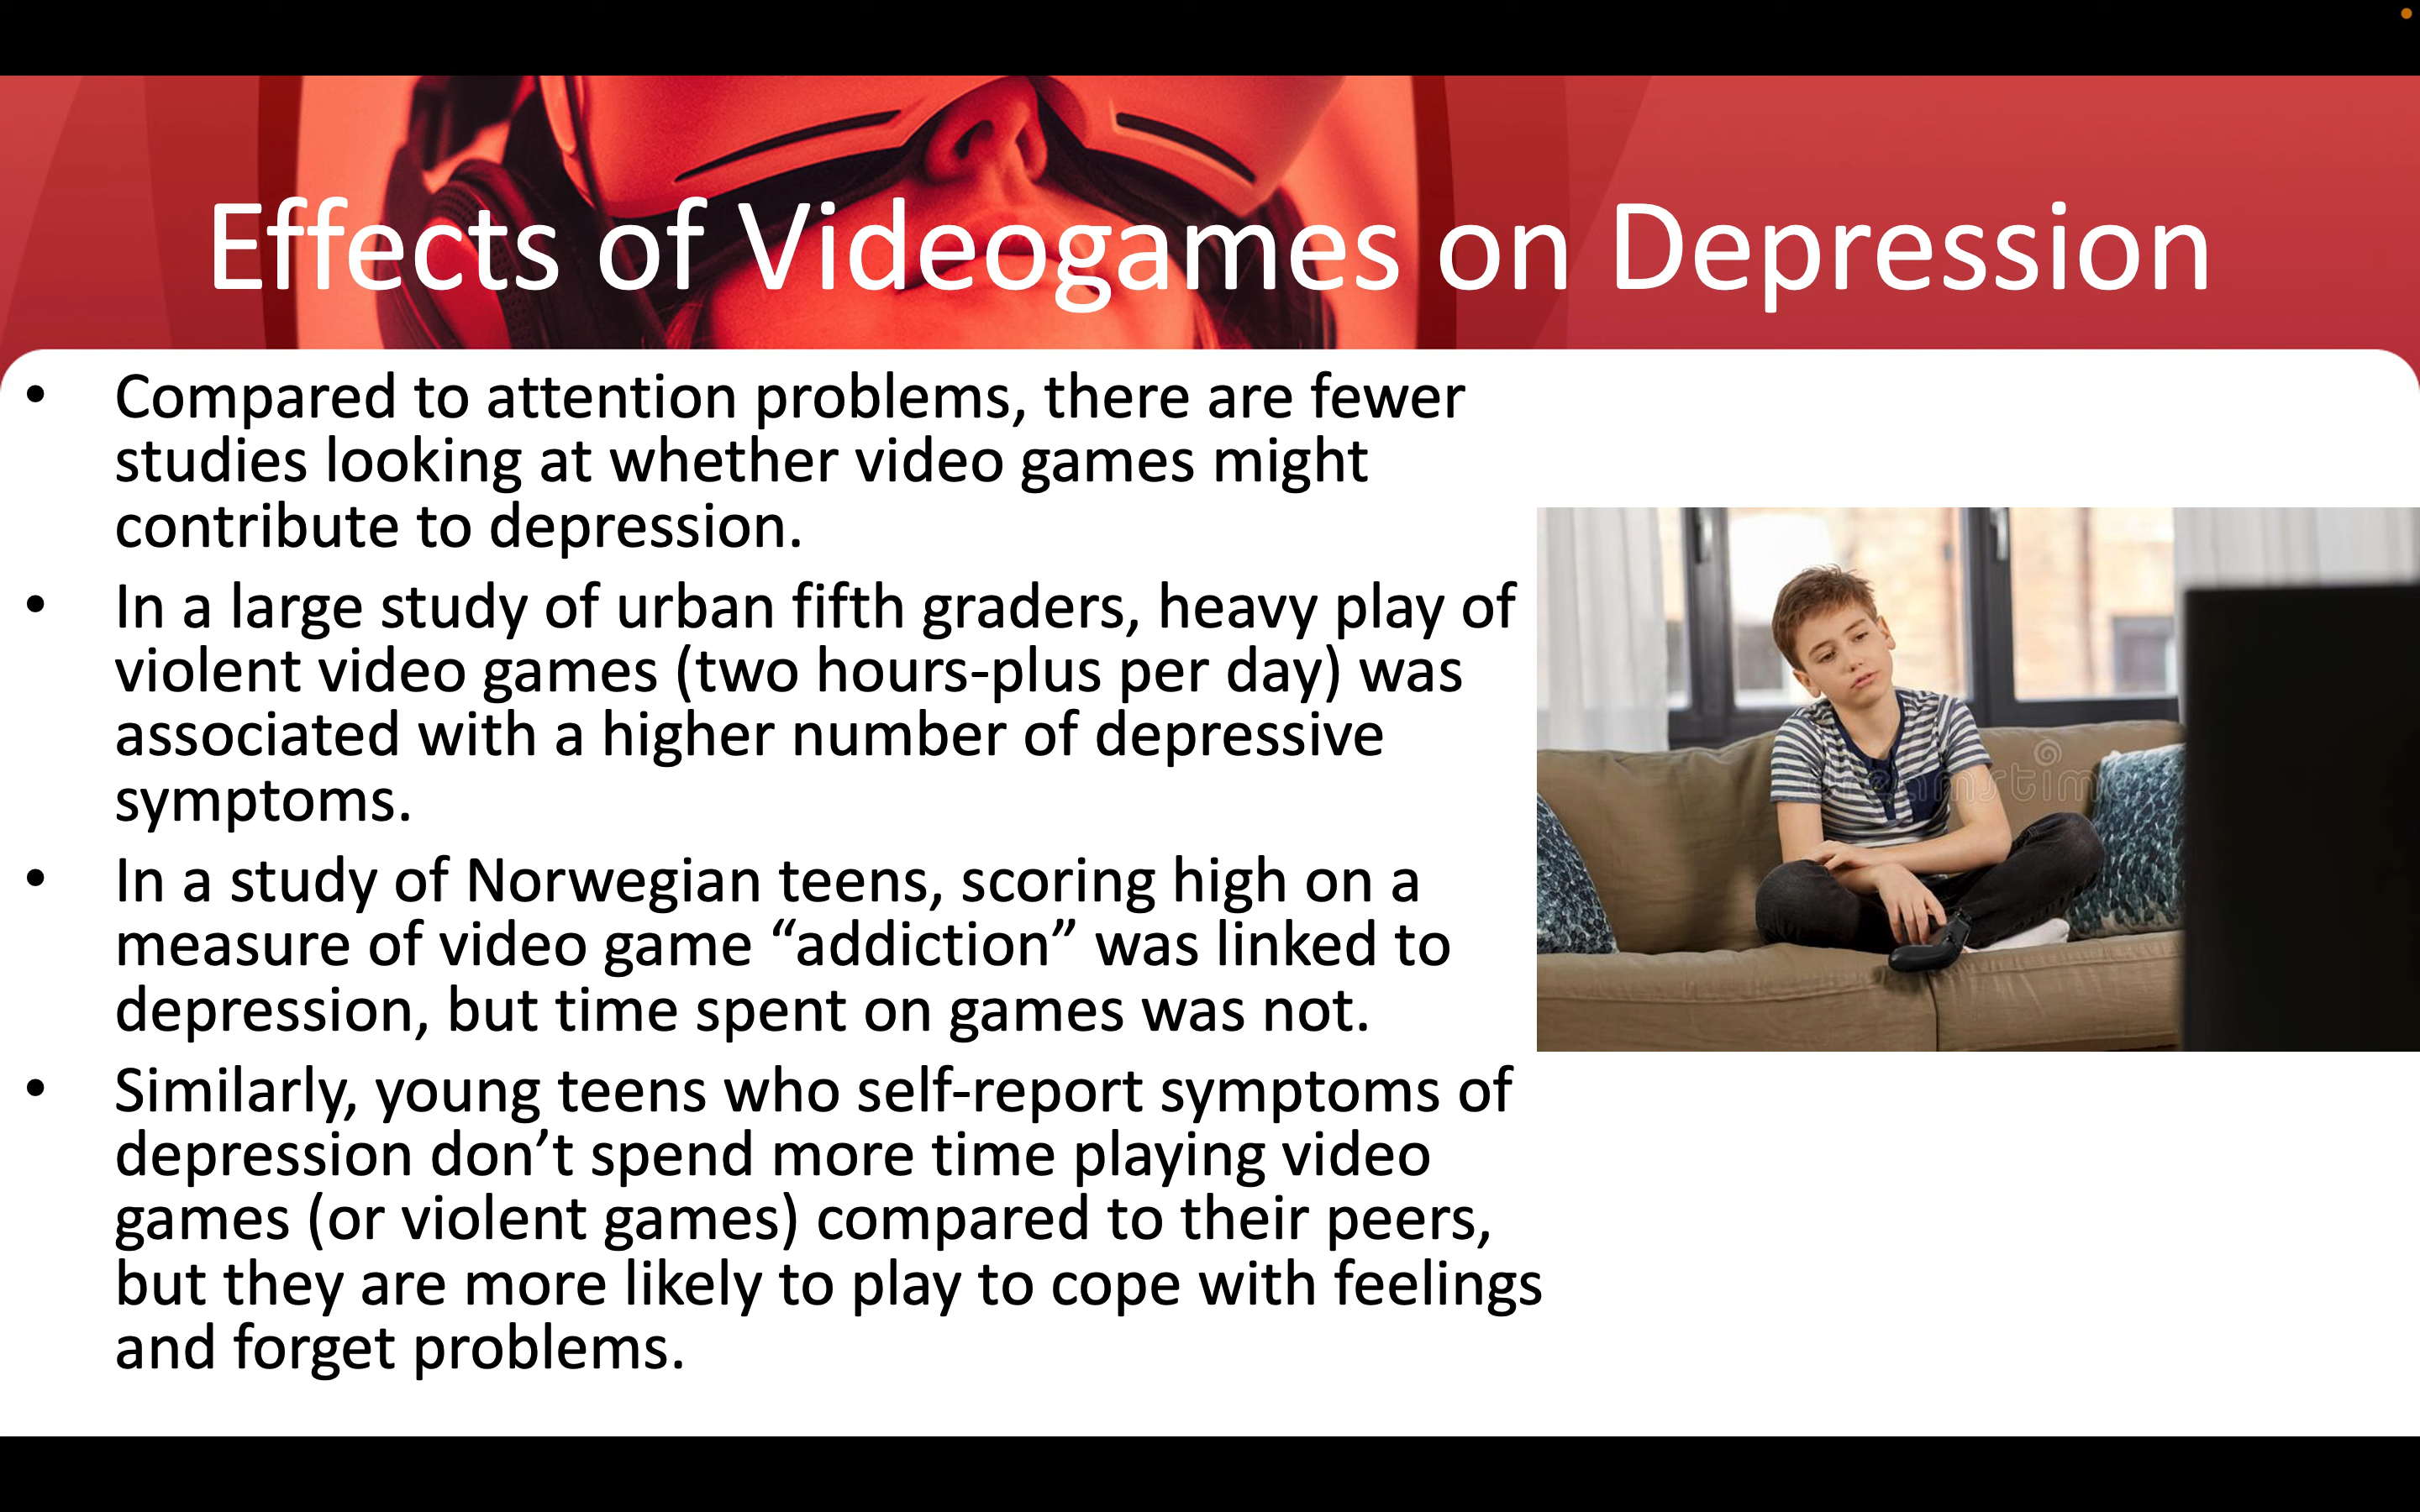 Effects of Videogames on Depression
• Compared to attention problems, there are fewer
studies looking at whether video games might
contribute to depression.
• In a large study of urban fifth graders, heavy play of
violent video games (two hours-plus per day) was
associated with a higher number of depressive
symptoms.
• In a study of Norwegian teens, scoring high on a
measure of video game “addiction” was linked to
depression, but time spent on games was not.
• Similarly, young teens who self-report symptoms of
depression don’t spend more time playing video
games (or violent games) compared to their peers,
but they are more likely to play to cope with feelings
and forget problems.